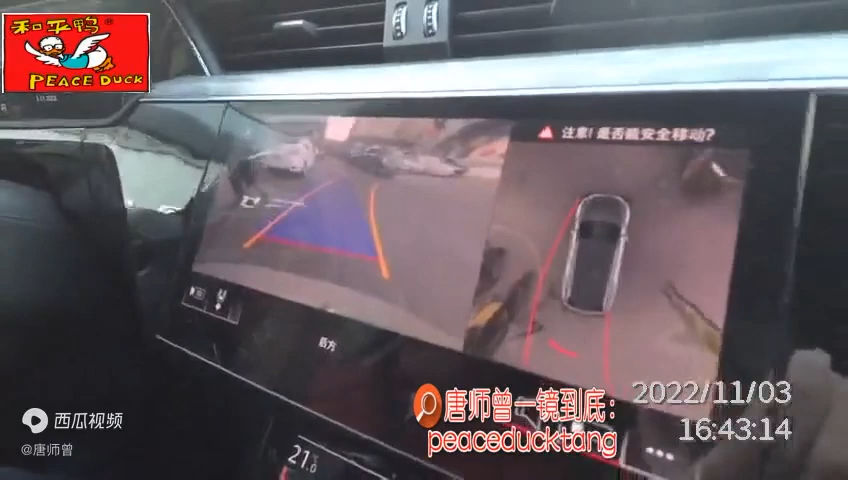 和平鸭®
PEACE DUCK
注意!是否能安全移动?
后方
21.0
唐师曾一镜到底:
peaceducktang
2022/11/03
16:43:14
西瓜视频
@唐师曾